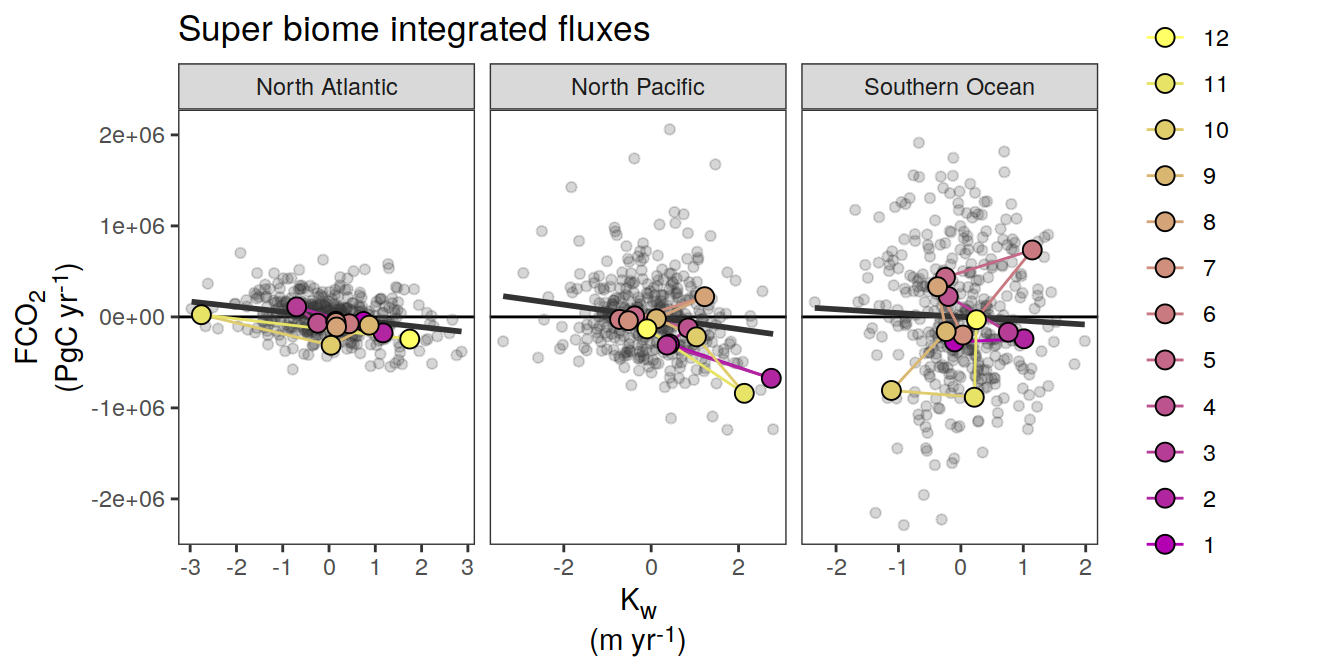 Super biome integrated fluxes
North Atlantic
North Pacific
Southern Ocean
FCO₂
(PgC yr⁻¹)
2e+06
1e+06
0e+00
-1e+06
-2e+06
-3 -2 -1 0 1 2 3
-2 0 2
-2 -1 0 1 2
K_w
(m yr⁻¹)
12
11
10
9
8
7
6
5
4
3
2
1